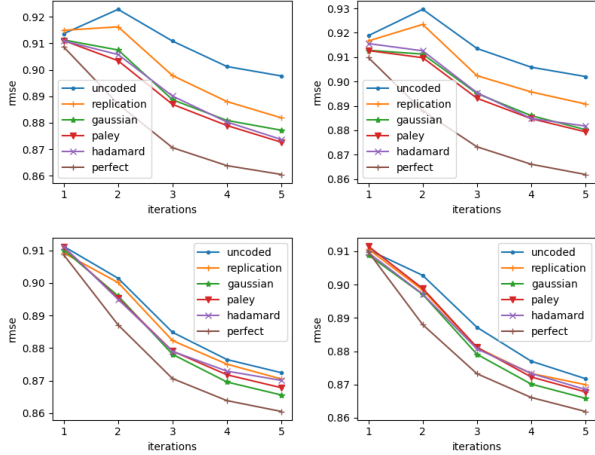 0.92
0.91
0.90
0.89
0.88
0.87
0.86
rmse
uncoded
replication
gaussian
paley
hadamard
perfect
1 2 3 4 5
iterations
0.93
0.92
0.91
0.90
0.89
0.88
0.87
0.86
rmse
uncoded
replication
gaussian
paley
hadamard
perfect
1 2 3 4 5
iterations
0.91
0.90
0.89
0.88
0.87
0.86
rmse
uncoded
replication
gaussian
paley
hadamard
perfect
1 2 3 4 5
iterations
0.91
0.90
0.89
0.88
0.87
0.86
rmse
uncoded
replication
gaussian
paley
hadamard
perfect
1 2 3 4 5
iterations